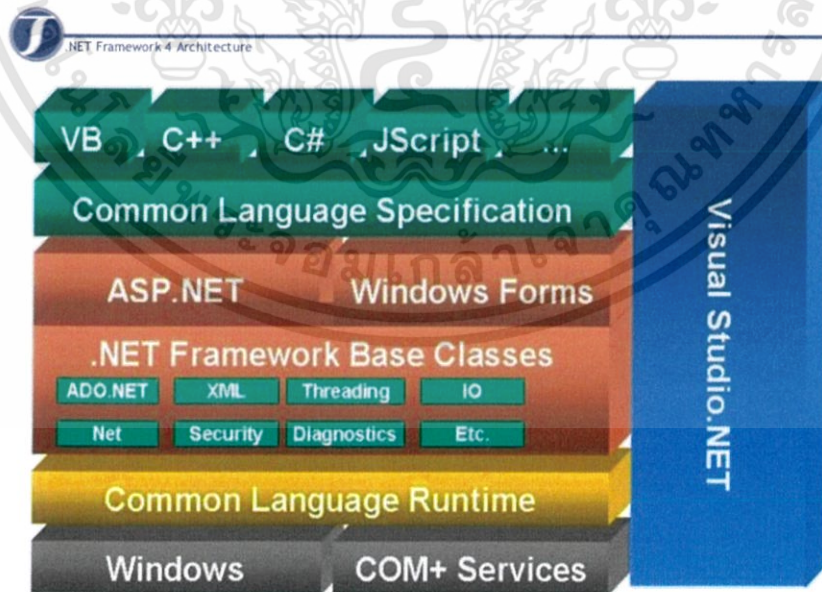 .NET Framework 4 Architecture
VB C++ C# JScript ...
Common Language Specification
ASP.NET Windows Forms
.NET Framework Base Classes
ADO.NET XML Threading IO
Net Security Diagnostics Etc.
Common Language Runtime
Windows COM+ Services
Visual Studio.NET